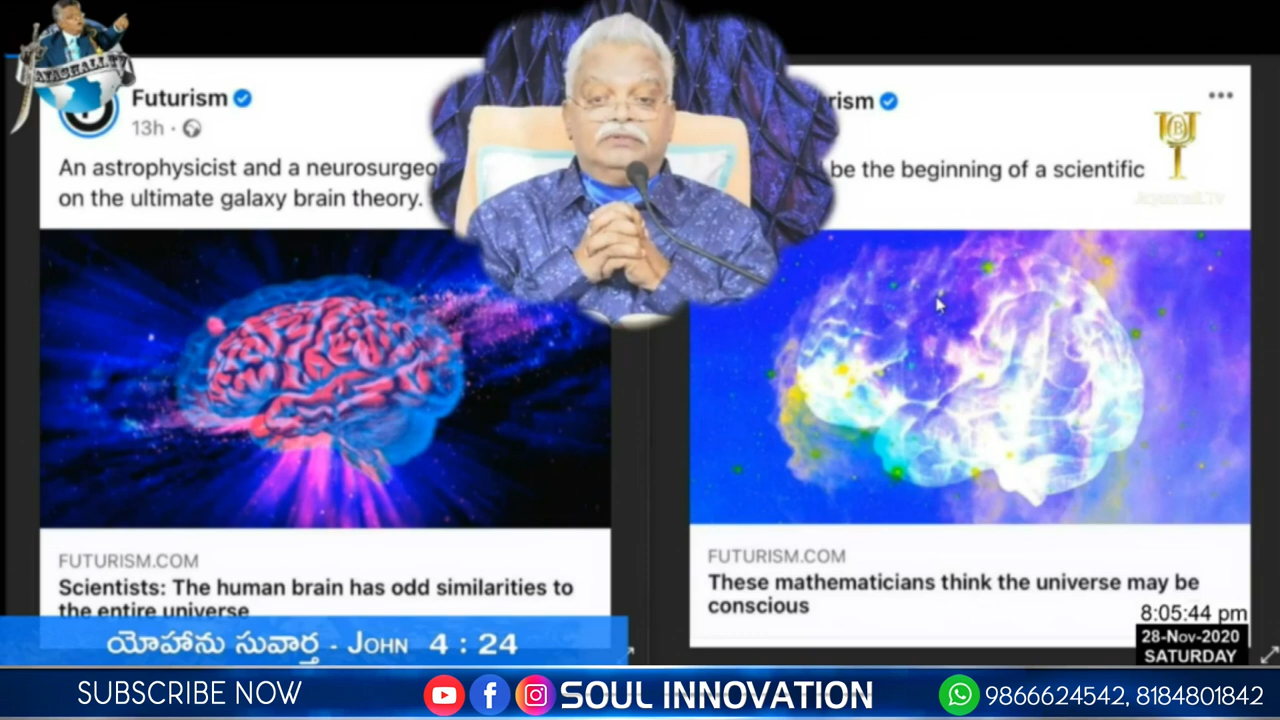 JAYASHALI.TV
Futurism
13h
An astrophysicist and a neurosurgeo
on the ultimate galaxy brain theory.
rism
be the beginning of a scientific
FUTURISM.COM
Scientists: The human brain has odd similarities to
the entire universe
FUTURISM.COM
These mathematicians think the universe may be
conscious
8:05:44 pm
28-Nov-2020
SATURDAY
యోహాను సువార్త - JOHN 4 : 24
SUBSCRIBE NOW
SOUL INNOVATION
9866624542, 8184801842